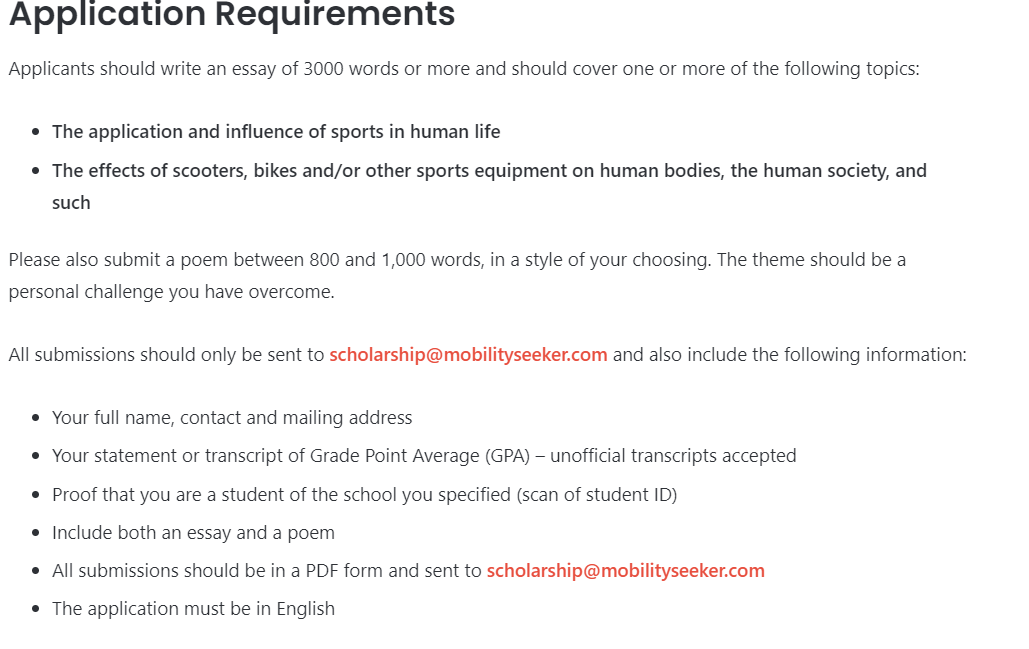 Application Requirements
Applicants should write an essay of 3000 words or more and should cover one or more of the following topics:
• The application and influence of sports in human life
• The effects of scooters, bikes and/or other sports equipment on human bodies, the human society, and
such
Please also submit a poem between 800 and 1,000 words, in a style of your choosing. The theme should be a
personal challenge you have overcome.
All submissions should only be sent to scholarship@mobilityseeker.com and also include the following information:
• Your full name, contact and mailing address
• Your statement or transcript of Grade Point Average (GPA) – unofficial transcripts accepted
• Proof that you are a student of the school you specified (scan of student ID)
• Include both an essay and a poem
• All submissions should be in a PDF form and sent to scholarship@mobilityseeker.com
• The application must be in English